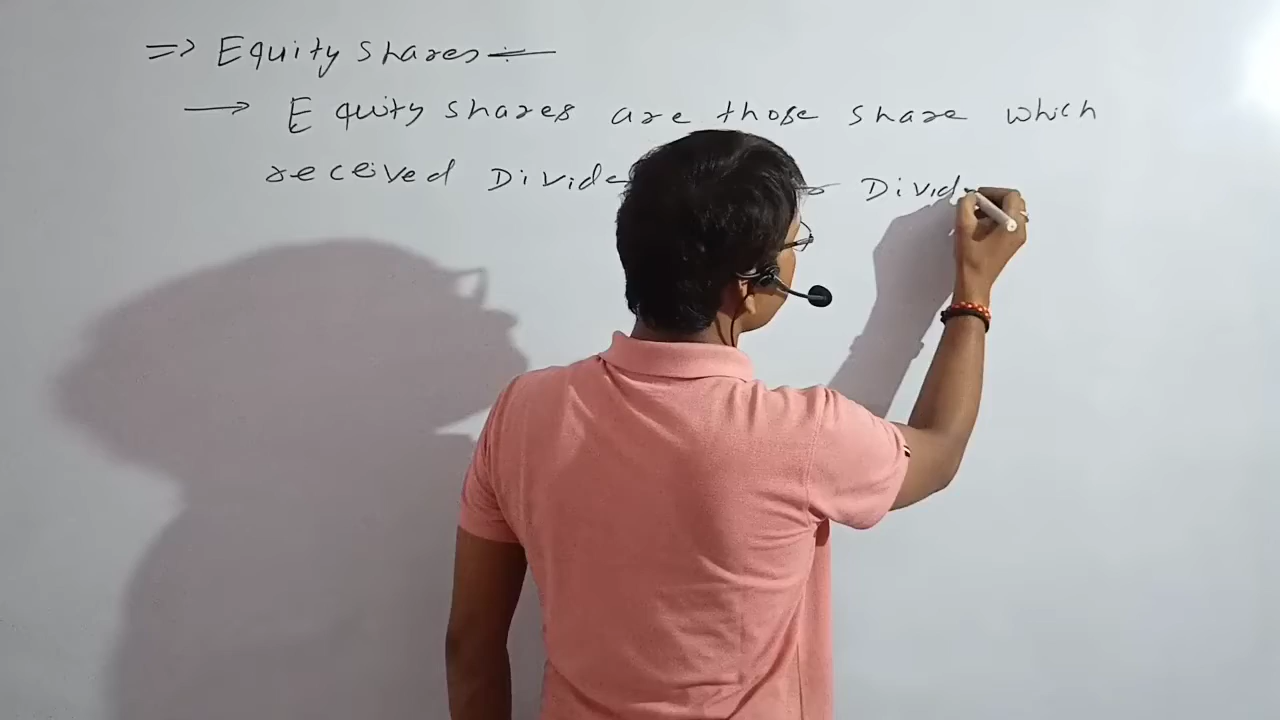 => Equity Shares :-
→ Equity shares are those share which
received Divide Divid